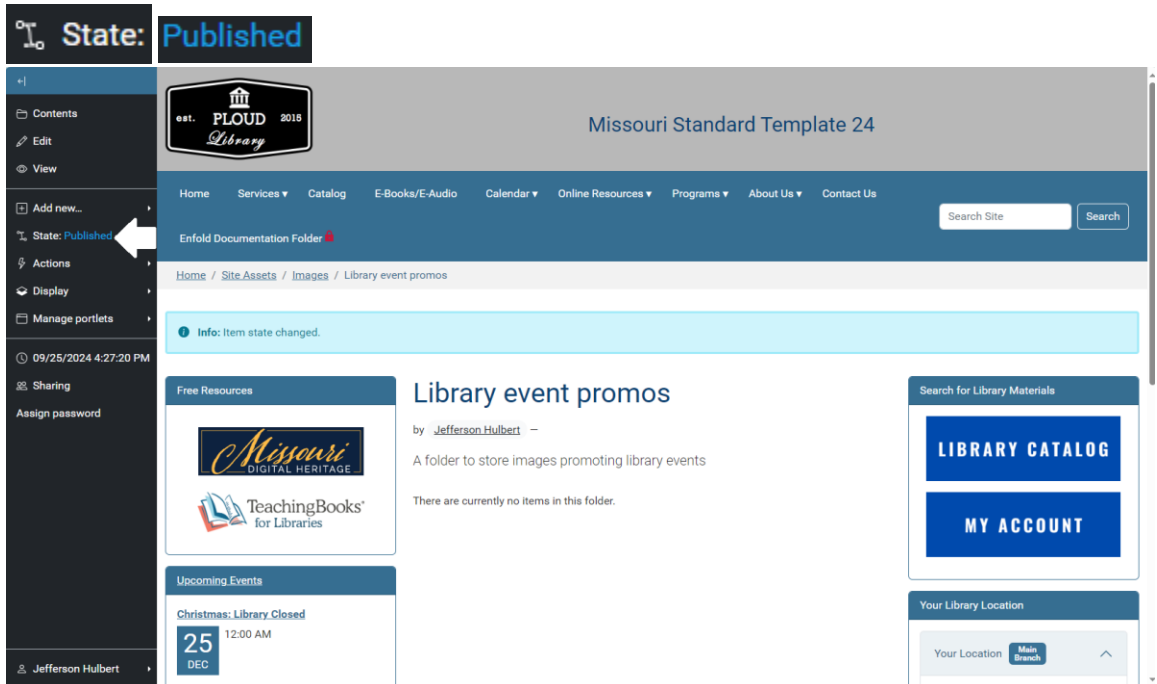 State: Published
Contents
Edit
View
Add new...
State: Published
Actions
Display
Manage portlets
09/25/2024 4:27:20 PM
Sharing
Assign password
Jefferson Hulbert
est. PLOUD 2015
Library
Missouri Standard Template 24
Home Services ▾ Catalog E-Books/E-Audio Calendar ▾ Online Resources ▾ Programs ▾ About Us ▾ Contact Us
Enfold Documentation Folder
Search Site Search
Home / Site Assets / Images / Library event promos
Info: Item state changed.
Free Resources
Missouri
DIGITAL HERITAGE
TeachingBooks®
for Libraries
Upcoming Events
Christmas: Library Closed
25 12:00 AM
DEC
Library event promos
by Jefferson Hulbert —
A folder to store images promoting library events
There are currently no items in this folder.
Search for Library Materials
LIBRARY CATALOG
MY ACCOUNT
Your Library Location
Your Location Main Branch